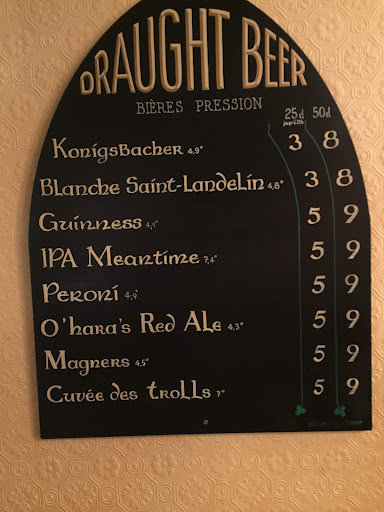 DRAUGHT BEER
BIÈRES PRESSION
25cl 50cl
Konigsbacher 4,9° 3 8
Blanche Saint-Landelin 4,8° 3 8
Guinness 4,1° 5 9
IPA Meantime 7,4° 5 9
Peroni 4,9° 5 9
O'hara's Red Ale 4,3° 5 9
Magners 4,5° 5 9
Cuvée des trolls 7° 5 9